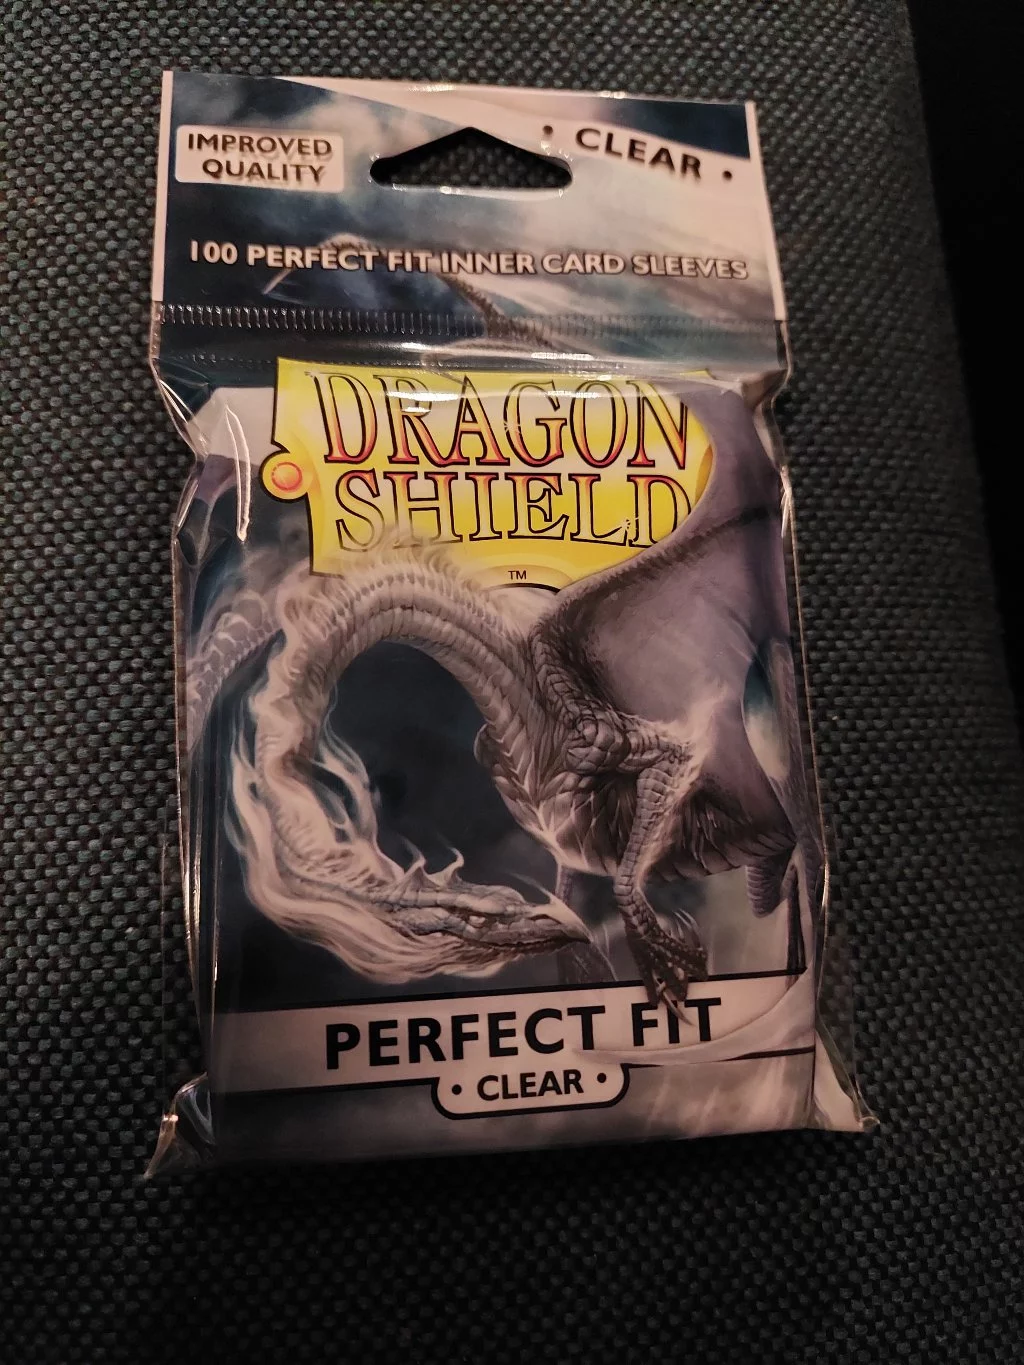 IMPROVED
QUALITY
• CLEAR •
100 PERFECT FIT INNER CARD SLEEVES
DRAGON
SHIELD
TM
PERFECT FIT
• CLEAR •